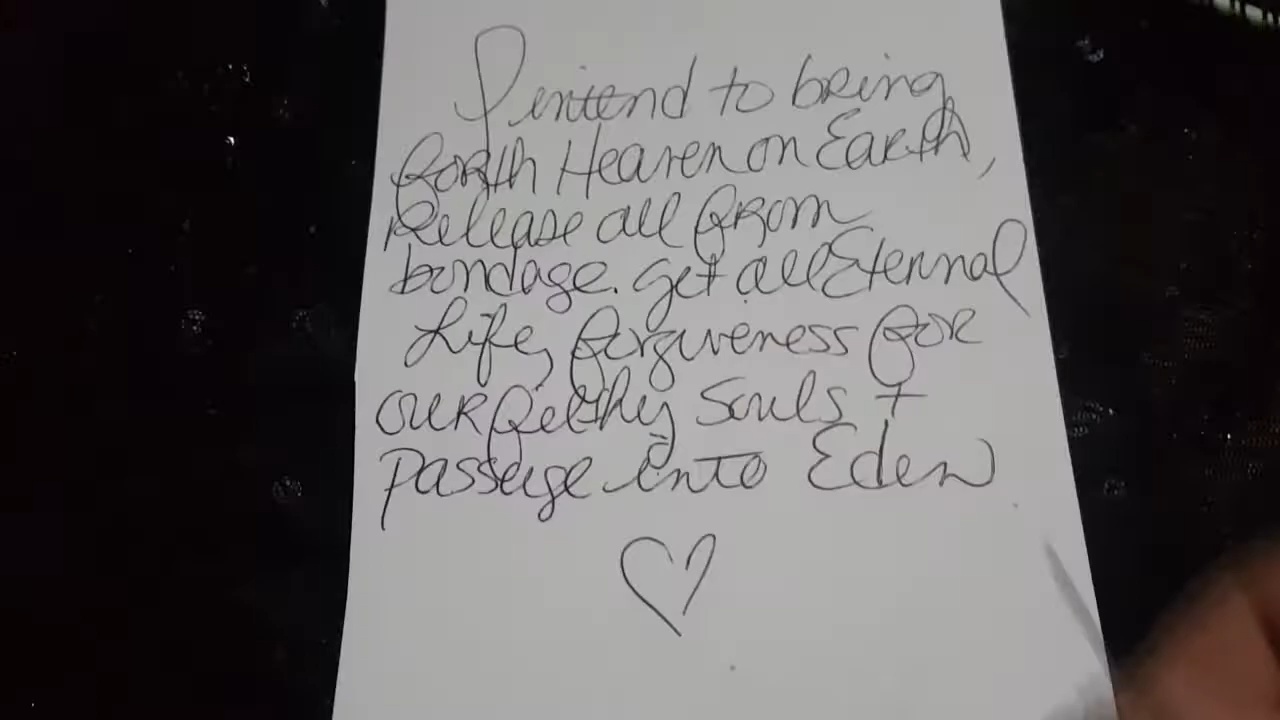 I intend to bring
forth Heaven on Earth,
Release all from
bondage. get all Eternal
Life, forgiveness for
our filthy Souls +
passage into Eden